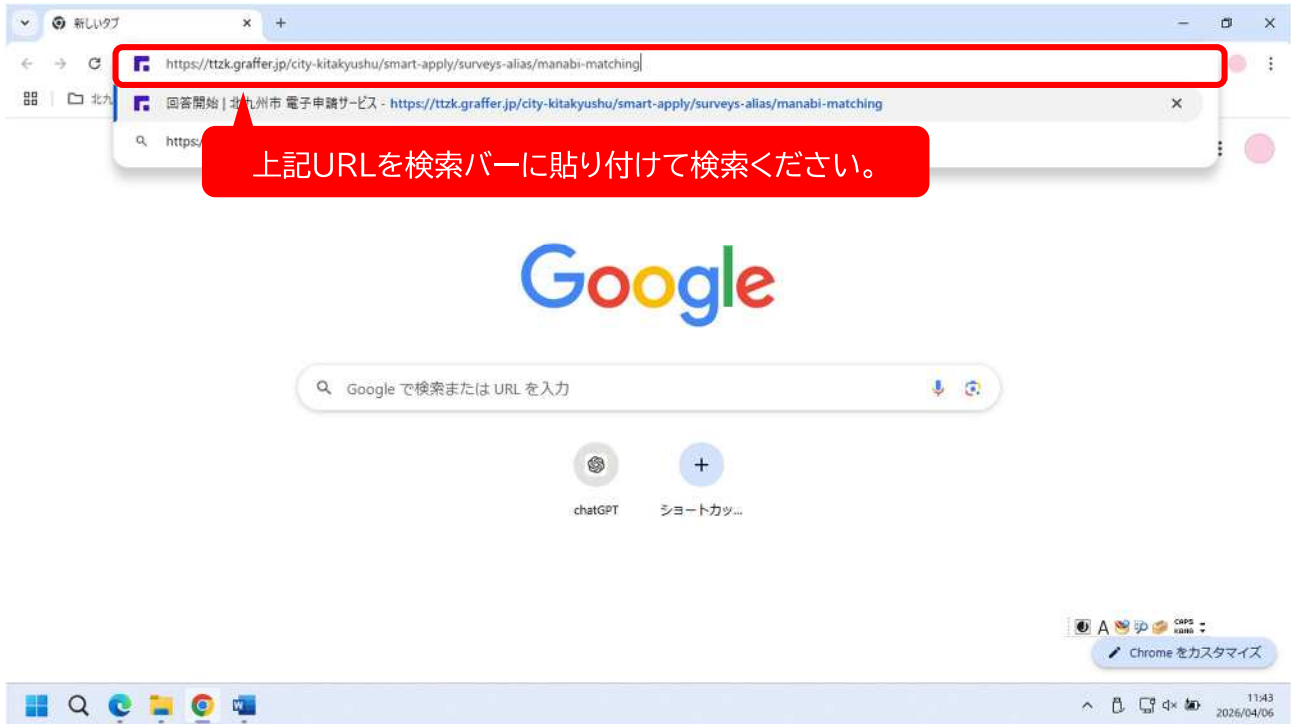 新しいタブ
https://ttzk.graffer.jp/city-kitakyushu/smart-apply/surveys-alias/manabi-matching
北九
回答開始 | 北九州市 電子申請サービス - https://ttzk.graffer.jp/city-kitakyushu/smart-apply/surveys-alias/manabi-matching
https:/
上記URLを検索バーに貼り付けて検索ください。
Google
Google で検索または URL を入力
chatGPT
ショートカッ...
A
CAPS
KANA
Chrome をカスタマイズ
11:43
2026/04/06